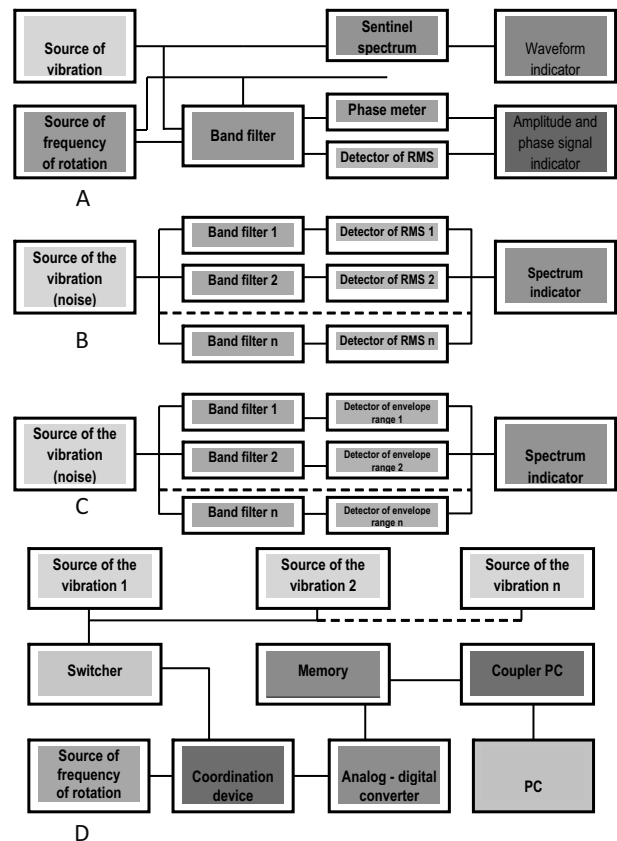 Source of
vibration
Sentinel
spectrum
Waveform
indicator
Source of
frequency
of rotation
Band filter
Phase meter
Detector of RMS
Amplitude and
phase signal
indicator
A
Source of the
vibration
(noise)
Band filter 1
Detector of RMS 1
Band filter 2
Detector of RMS 2
Band filter n
Detector of RMS n
Spectrum
indicator
B
Source of the
vibration
(noise)
Band filter 1
Detector of envelope
range 1
Band filter 2
Detector of envelope
range 2
Band filter n
Detector of envelope
range n
Spectrum
indicator
C
Source of the
vibration 1
Source of the
vibration 2
Source of the
vibration n
Switcher
Memory
Coupler PC
Source of
frequency
of rotation
Coordination
device
Analog - digital
converter
PC
D